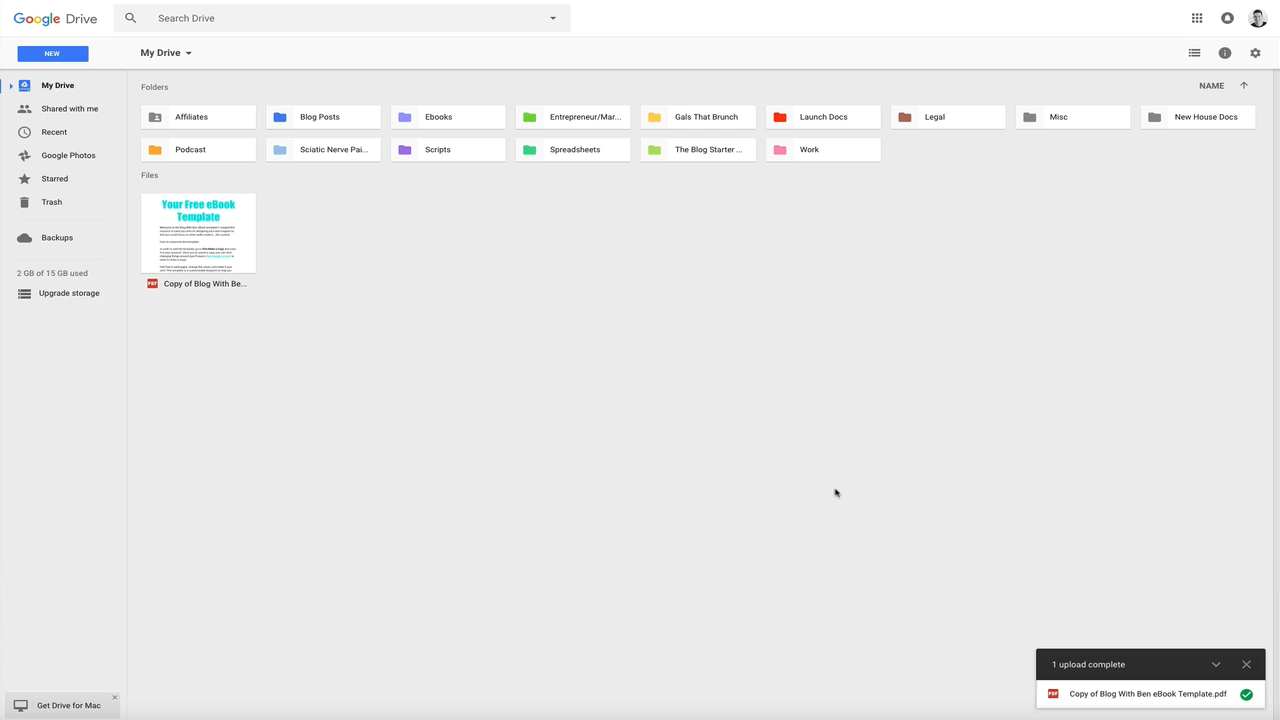 Google Drive
Search Drive
NEW
My Drive
My Drive
Shared with me
Recent
Google Photos
Starred
Trash
Backups
2 GB of 15 GB used
Upgrade storage
Get Drive for Mac
Folders
NAME
Affiliates
Blog Posts
Ebooks
Entrepreneur/Mar...
Gals That Brunch
Launch Docs
Legal
Misc
New House Docs
Podcast
Sciatic Nerve Pai...
Scripts
Spreadsheets
The Blog Starter ...
Work
Files
Your Free eBook
Template
PDF
Copy of Blog With Be...
1 upload complete
PDF
Copy of Blog With Ben eBook Template.pdf